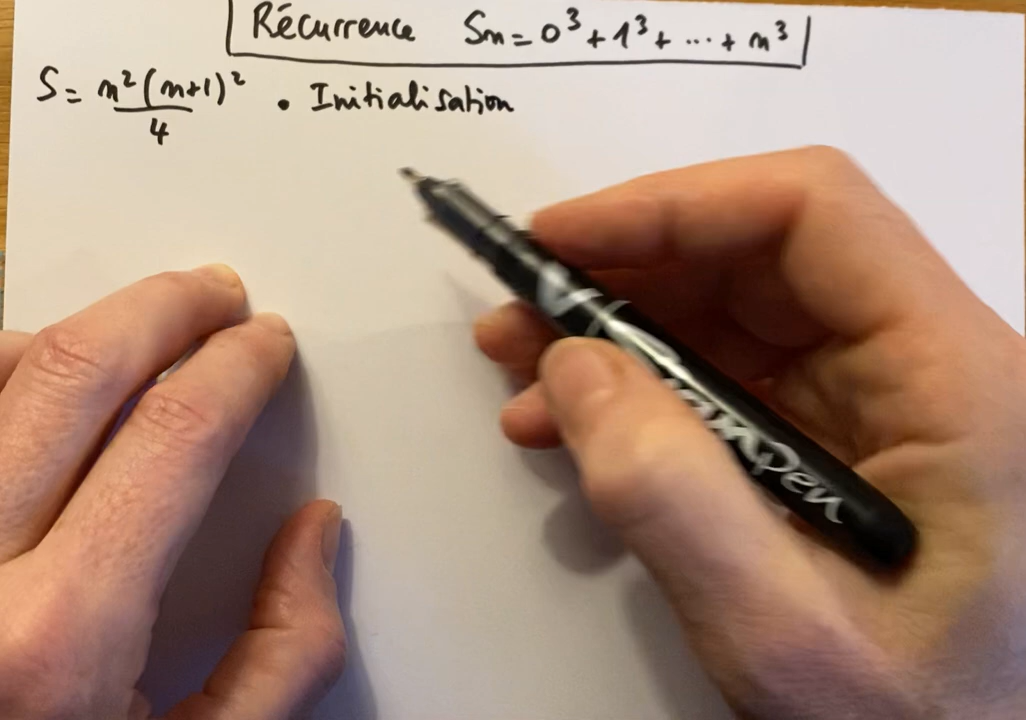 Récurrence Sn = 0³ + 1³ + ... + n³
S = n²(n+1)²/4 • Initialisation